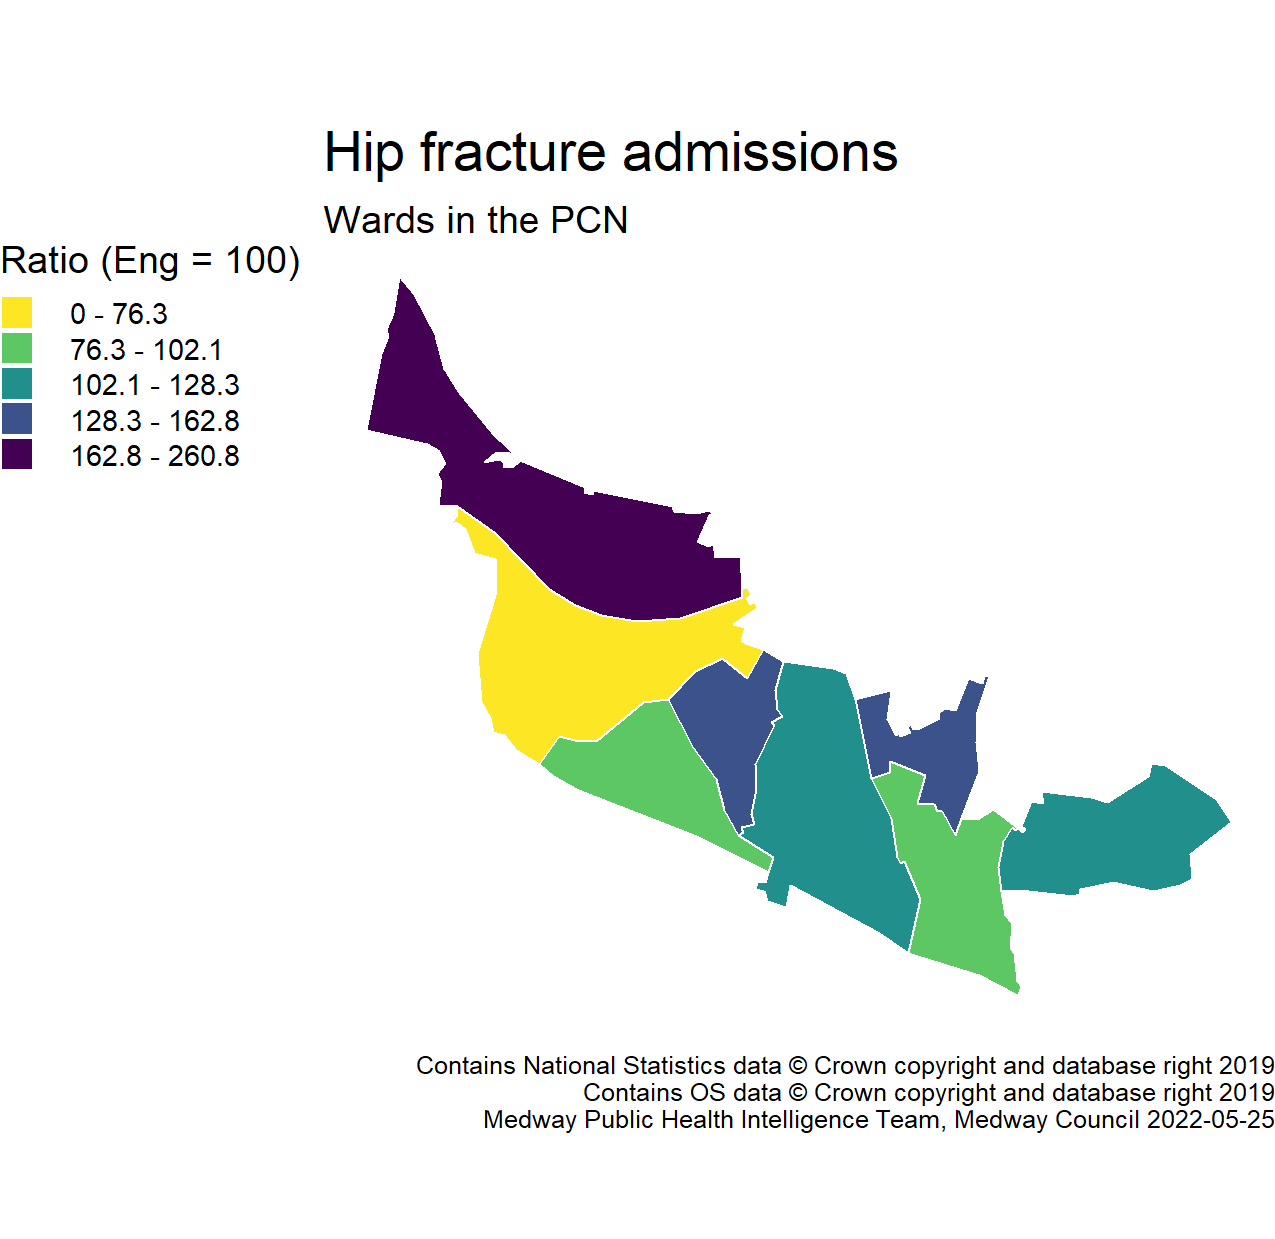 Hip fracture admissions
Wards in the PCN
Ratio (Eng = 100)
0 - 76.3
76.3 - 102.1
102.1 - 128.3
128.3 - 162.8
162.8 - 260.8
Contains National Statistics data © Crown copyright and database right 2019
Contains OS data © Crown copyright and database right 2019
Medway Public Health Intelligence Team, Medway Council 2022-05-25